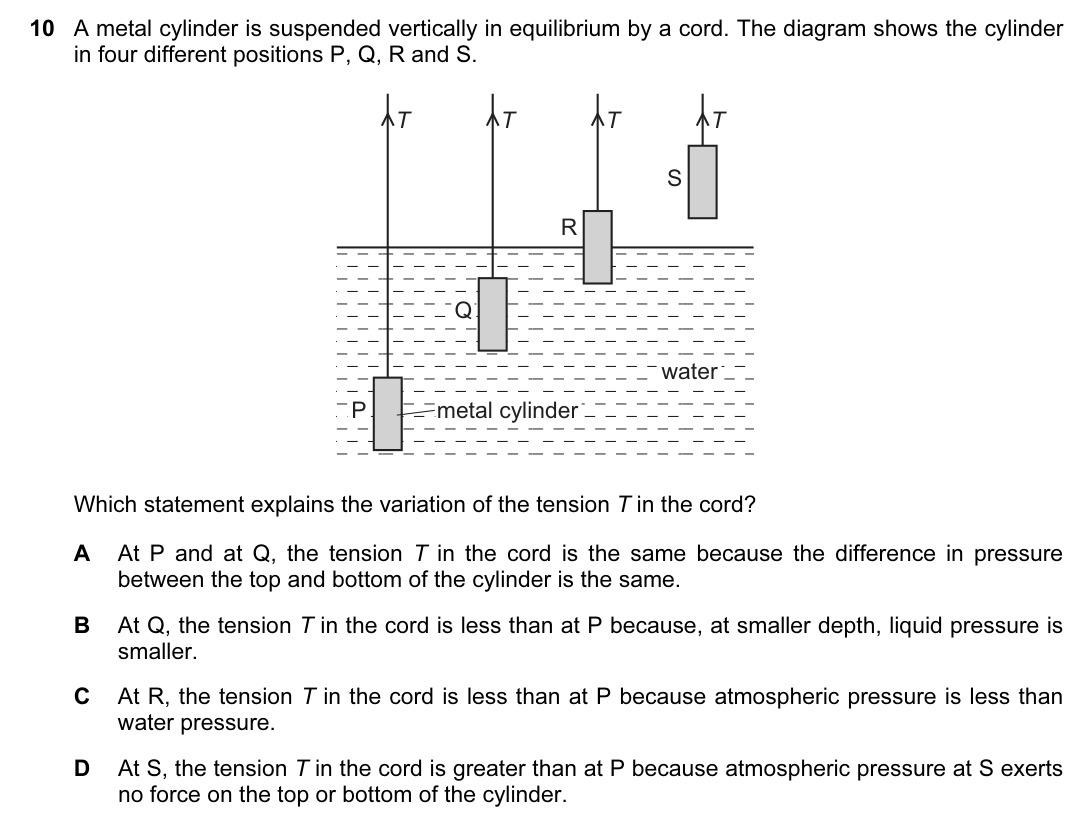 10 A metal cylinder is suspended vertically in equilibrium by a cord. The diagram shows the cylinder
in four different positions P, Q, R and S.
T T T T
S
R
Q
water
P metal cylinder
Which statement explains the variation of the tension T in the cord?
A At P and at Q, the tension T in the cord is the same because the difference in pressure
between the top and bottom of the cylinder is the same.
B At Q, the tension T in the cord is less than at P because, at smaller depth, liquid pressure is
smaller.
C At R, the tension T in the cord is less than at P because atmospheric pressure is less than
water pressure.
D At S, the tension T in the cord is greater than at P because atmospheric pressure at S exerts
no force on the top or bottom of the cylinder.